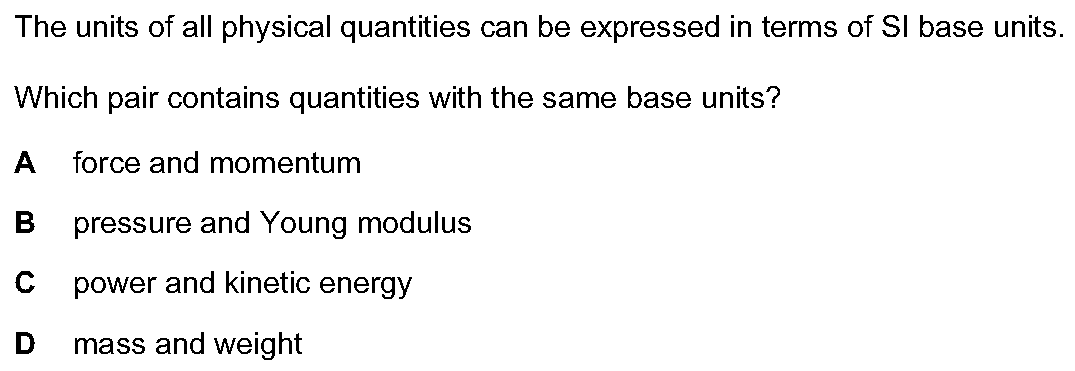 The units of all physical quantities can be expressed in terms of SI base units.
Which pair contains quantities with the same base units?
A force and momentum
B pressure and Young modulus
C power and kinetic energy
D mass and weight